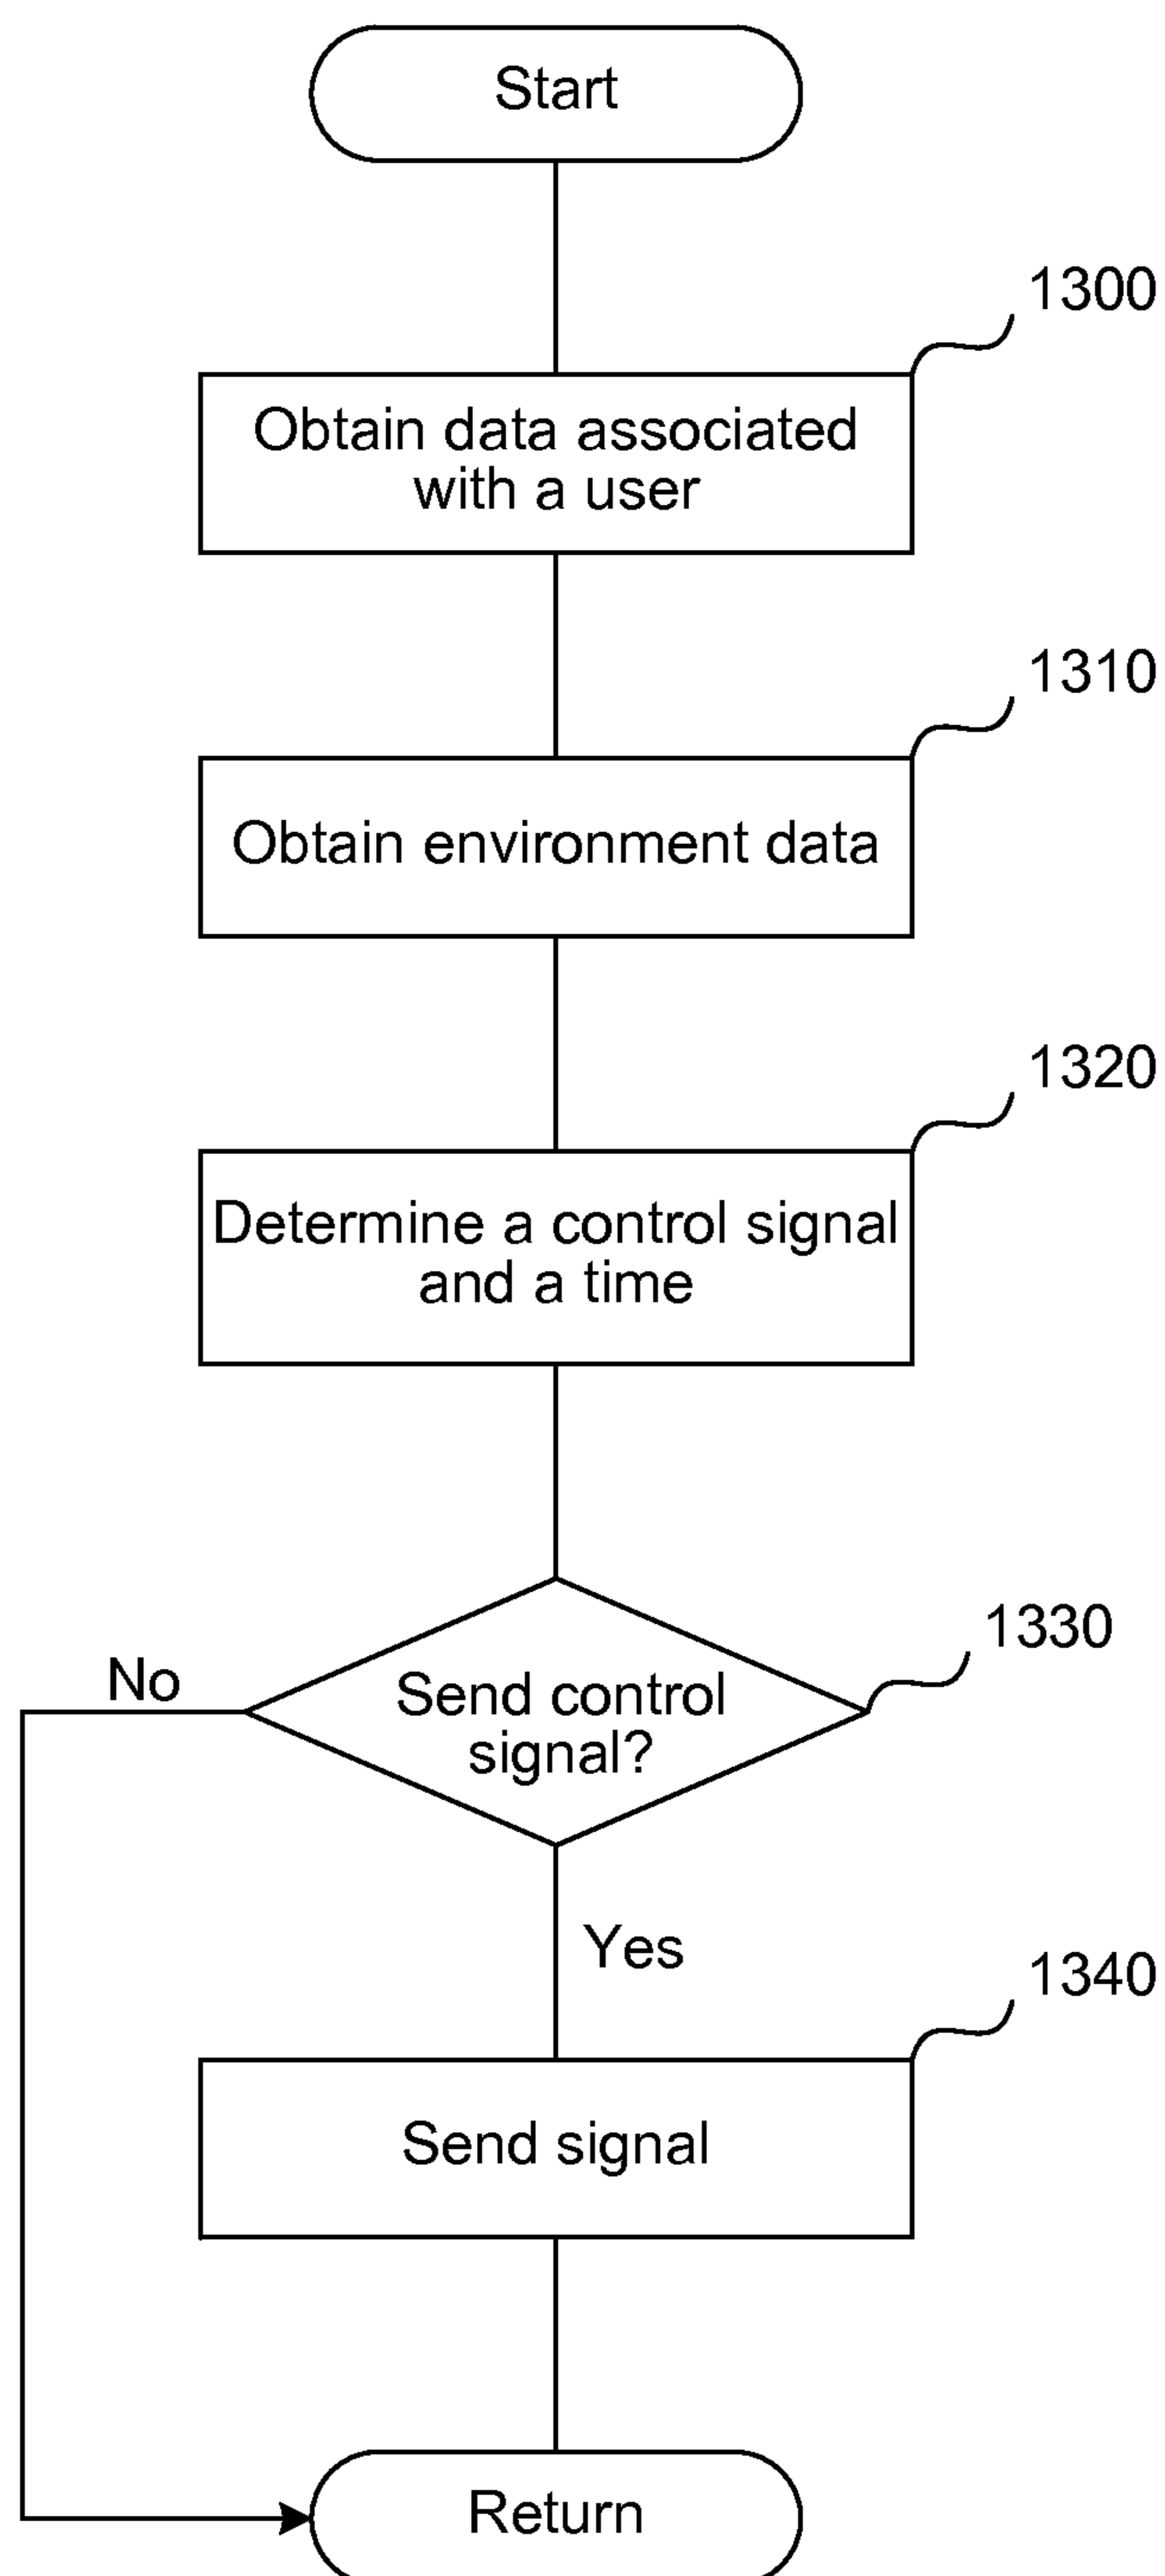 Start
1300
Obtain data associated
with a user
1310
Obtain environment data
1320
Determine a control signal
and a time
1330
No
Send control
signal?
Yes
1340
Send signal
Return